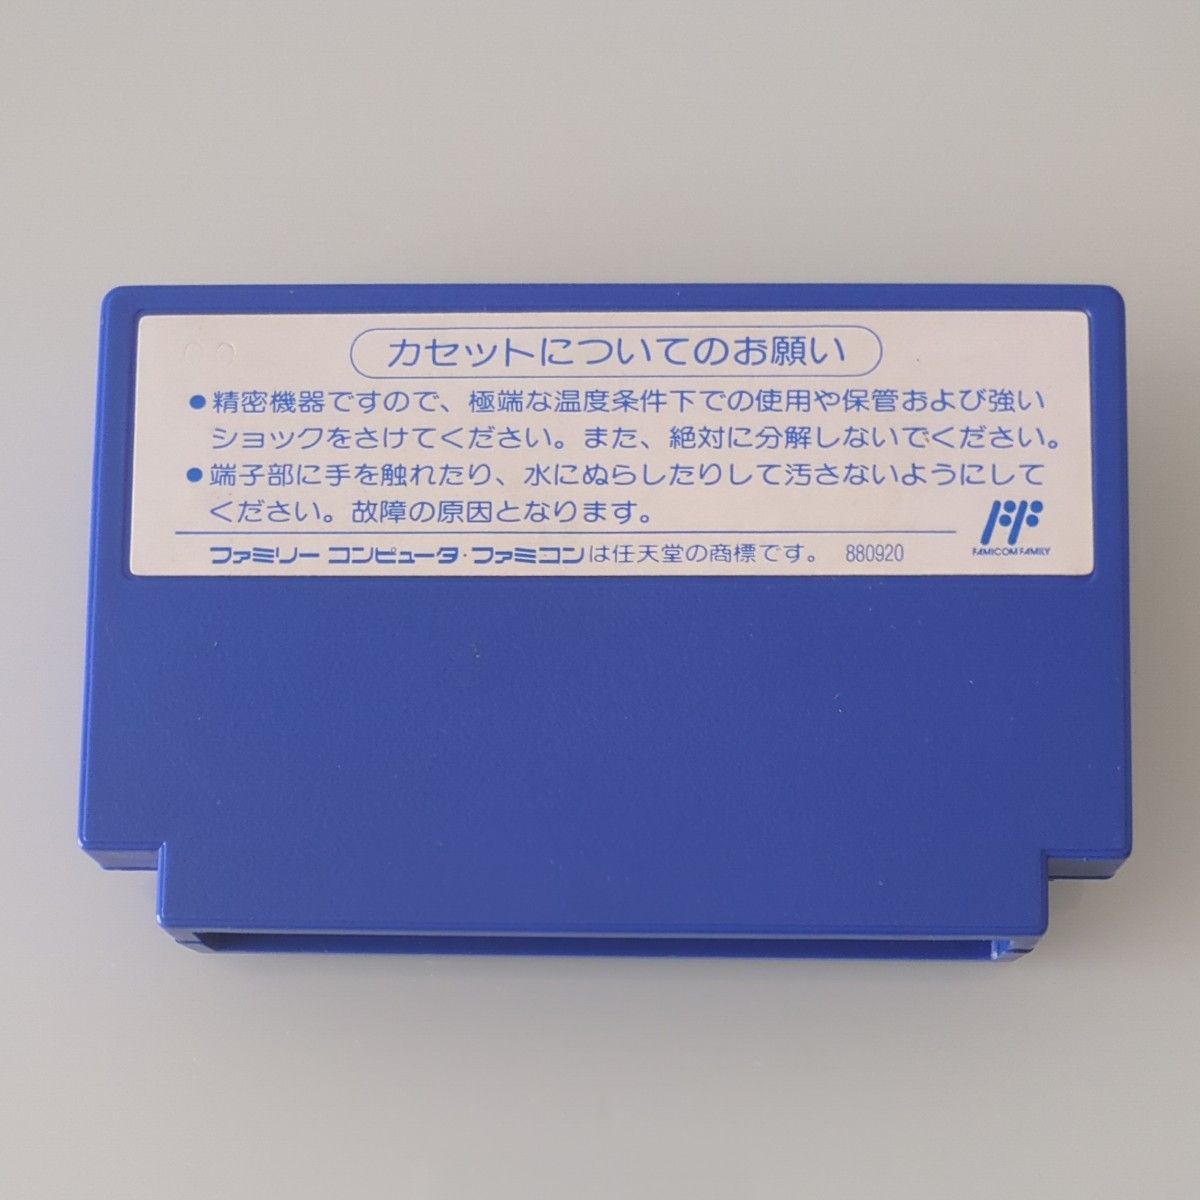 カセットについてのお願い
●精密機器ですので、極端な温度条件下での使用や保管および強い
ショックをさけてください。また、絶対に分解しないでください。
●端子部に手を触れたり、水にぬらしたりして汚さないようにして
ください。故障の原因となります。
FAMICOM FAMILY
ファミリー コンピュータ・ファミコンは任天堂の商標です。 880920